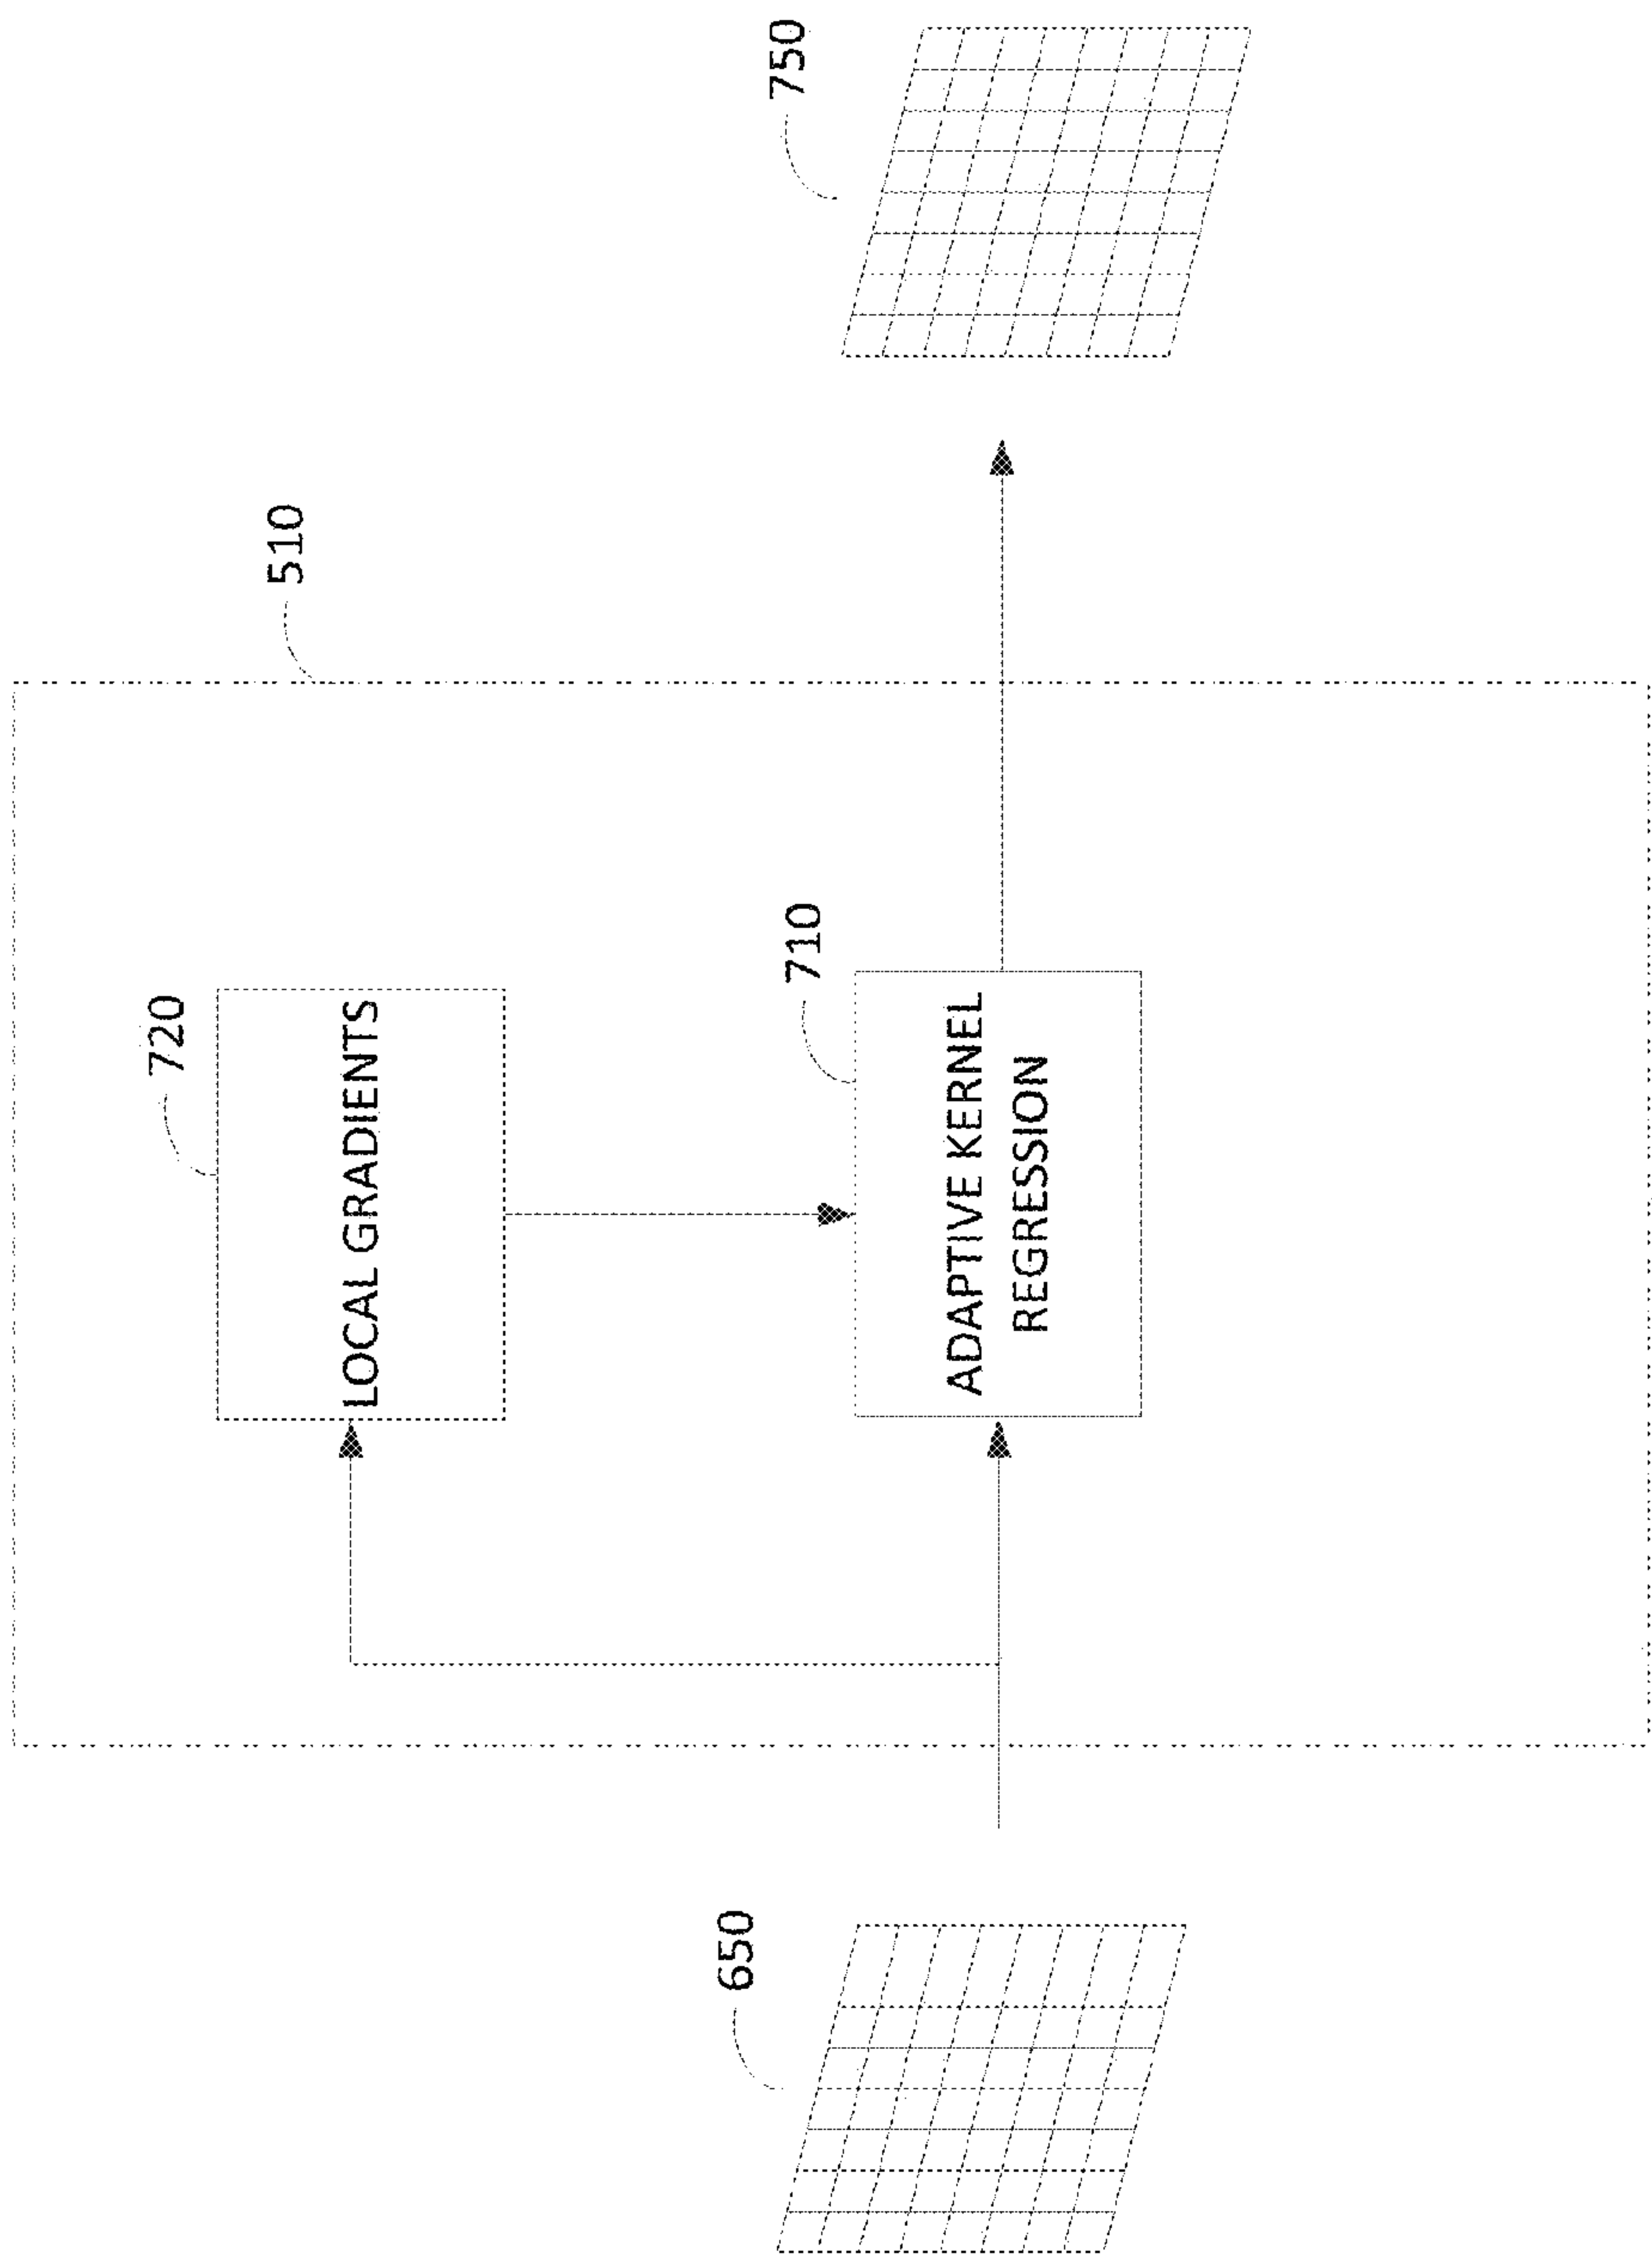 650
510
720
LOCAL GRADIENTS
710
ADAPTIVE KERNEL
REGRESSION
750